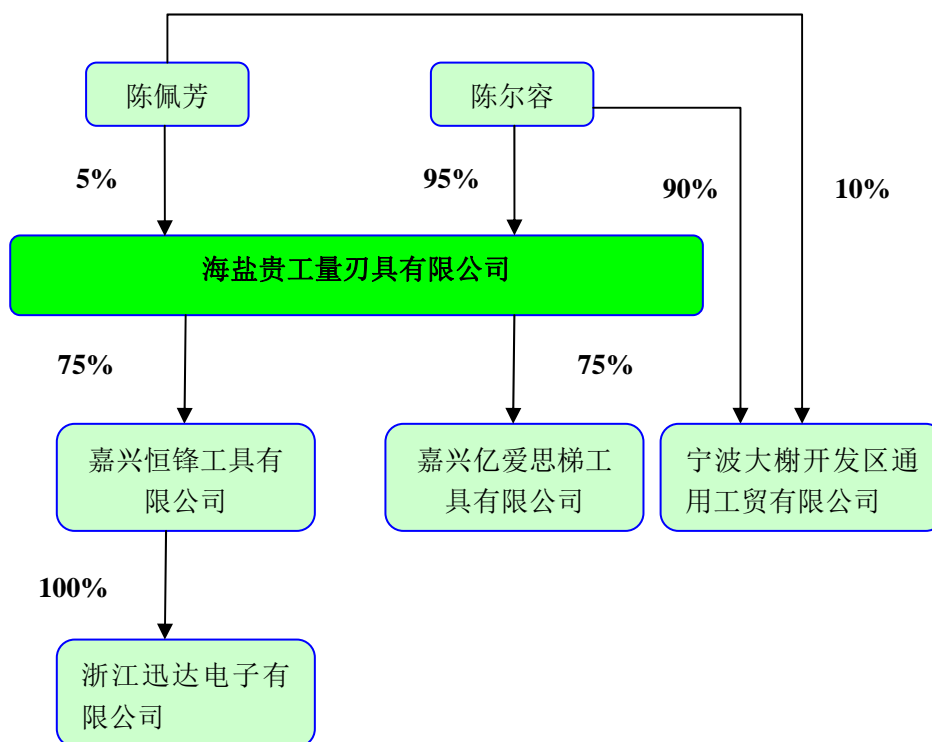 陈佩芳
陈尔容
5%
95%
90%
10%
海盐贵工量刃具有限公司
75%
75%
嘉兴恒锋工具有
限公司
嘉兴亿爱思梯工
具有限公司
宁波大榭开发区通
用工贸有限公司
100%
浙江迅达电子有
限公司